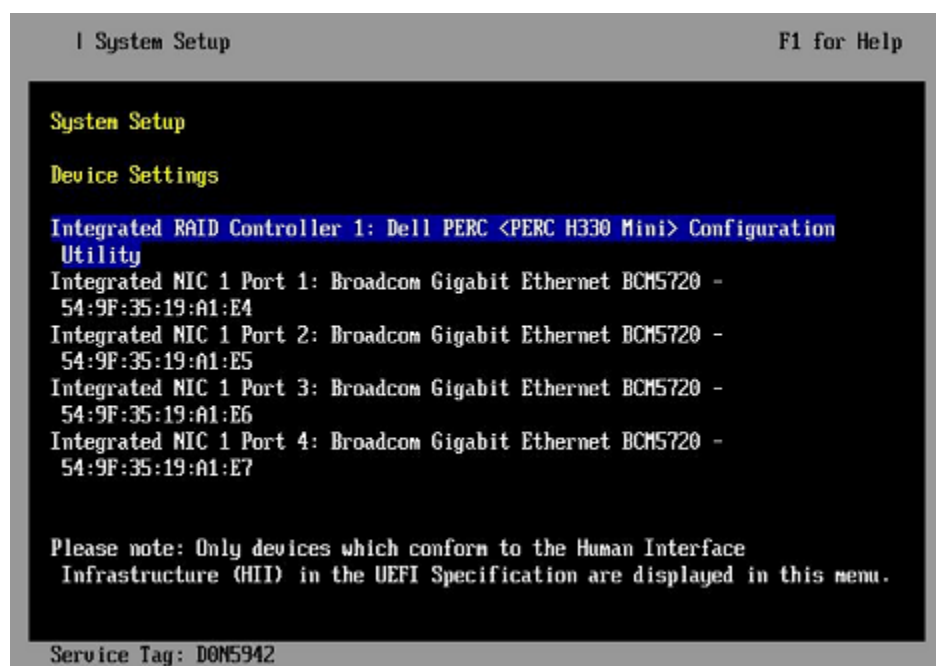 | System Setup F1 for Help
System Setup
Device Settings
Integrated RAID Controller 1: Dell PERC <PERC H330 Mini> Configuration
Utility
Integrated NIC 1 Port 1: Broadcom Gigabit Ethernet BCM5720 -
54:9F:35:19:A1:E4
Integrated NIC 1 Port 2: Broadcom Gigabit Ethernet BCM5720 -
54:9F:35:19:A1:E5
Integrated NIC 1 Port 3: Broadcom Gigabit Ethernet BCM5720 -
54:9F:35:19:A1:E6
Integrated NIC 1 Port 4: Broadcom Gigabit Ethernet BCM5720 -
54:9F:35:19:A1:E7
Please note: Only devices which conform to the Human Interface
Infrastructure (HII) in the UEFI Specification are displayed in this menu.
Service Tag: D0N5942